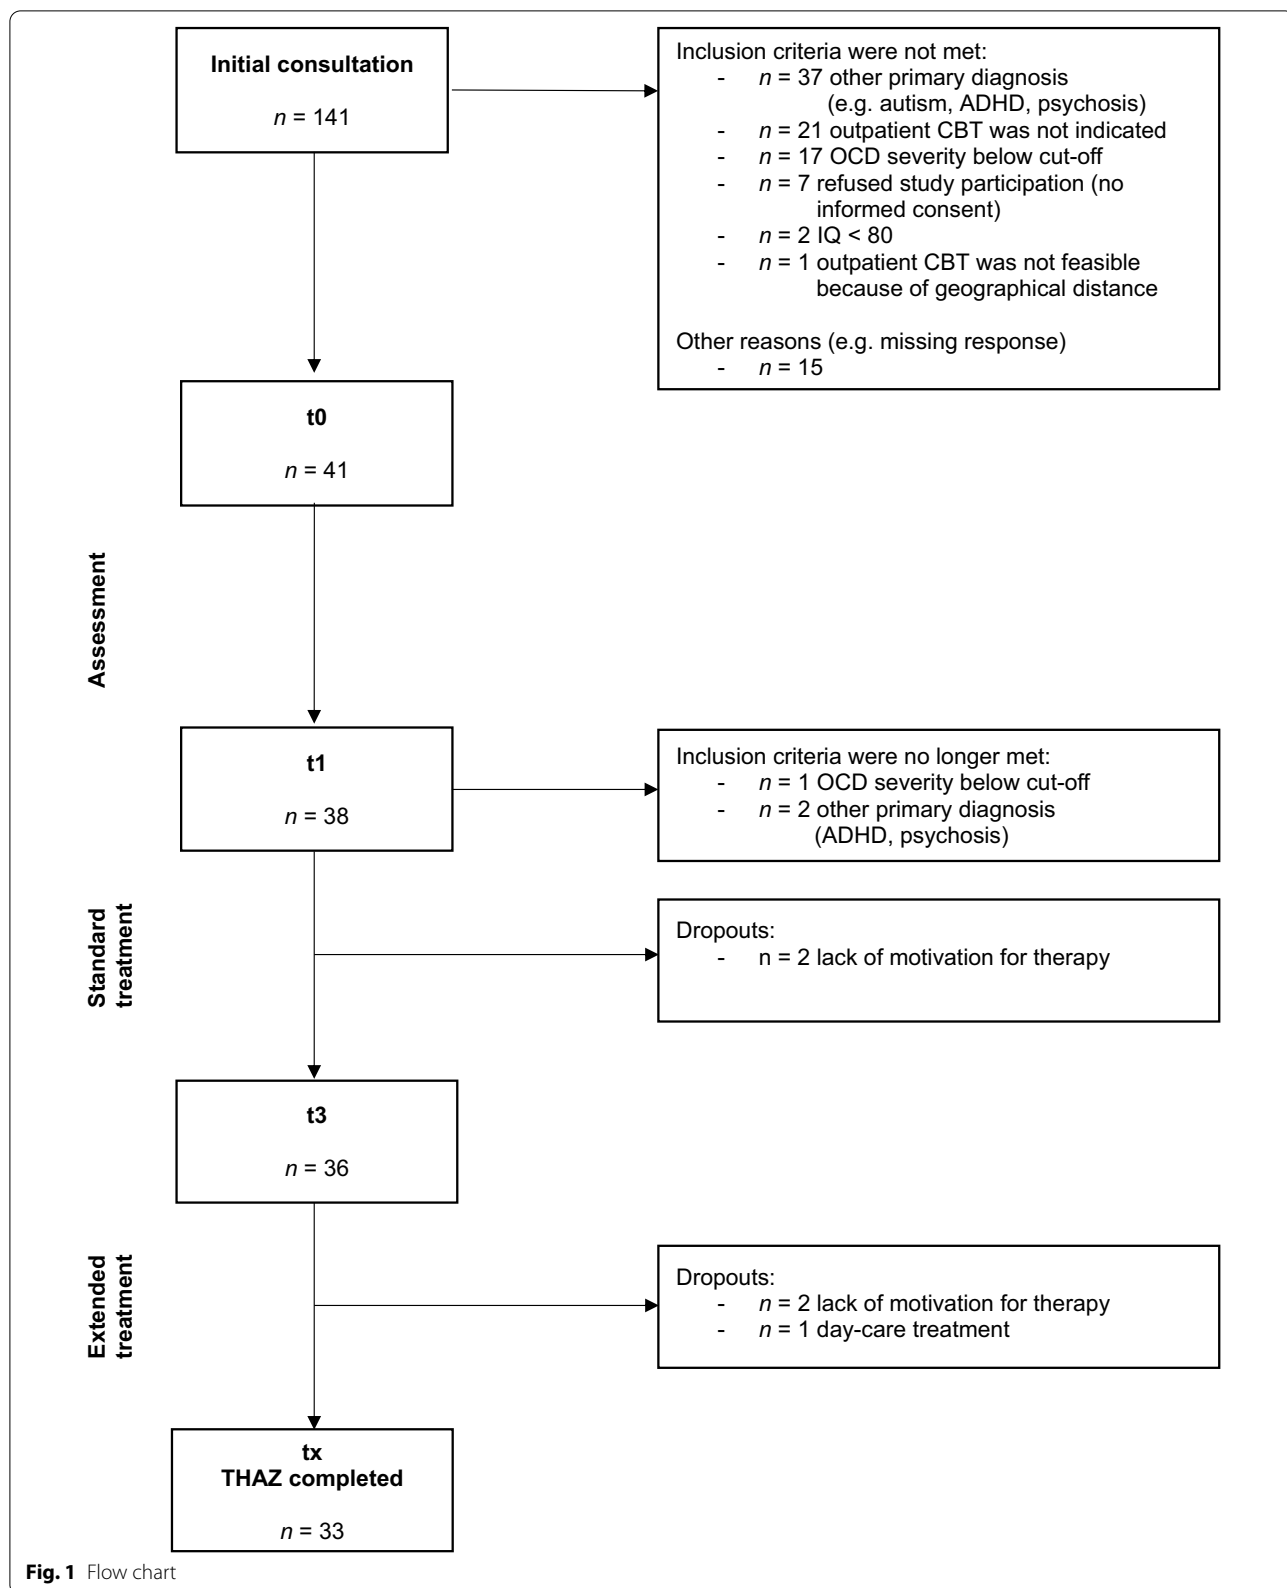 Initial consultation
n = 141
Inclusion criteria were not met:
- n = 37 other primary diagnosis
(e.g. autism, ADHD, psychosis)
- n = 21 outpatient CBT was not indicated
- n = 17 OCD severity below cut-off
- n = 7 refused study participation (no
informed consent)
- n = 2 IQ < 80
- n = 1 outpatient CBT was not feasible
because of geographical distance
Other reasons (e.g. missing response)
- n = 15
t0
n = 41
Assessment
t1
n = 38
Inclusion criteria were no longer met:
- n = 1 OCD severity below cut-off
- n = 2 other primary diagnosis
(ADHD, psychosis)
Standard
treatment
Dropouts:
- n = 2 lack of motivation for therapy
t3
n = 36
Extended
treatment
Dropouts:
- n = 2 lack of motivation for therapy
- n = 1 day-care treatment
tx
THAZ completed
n = 33
Fig. 1 Flow chart